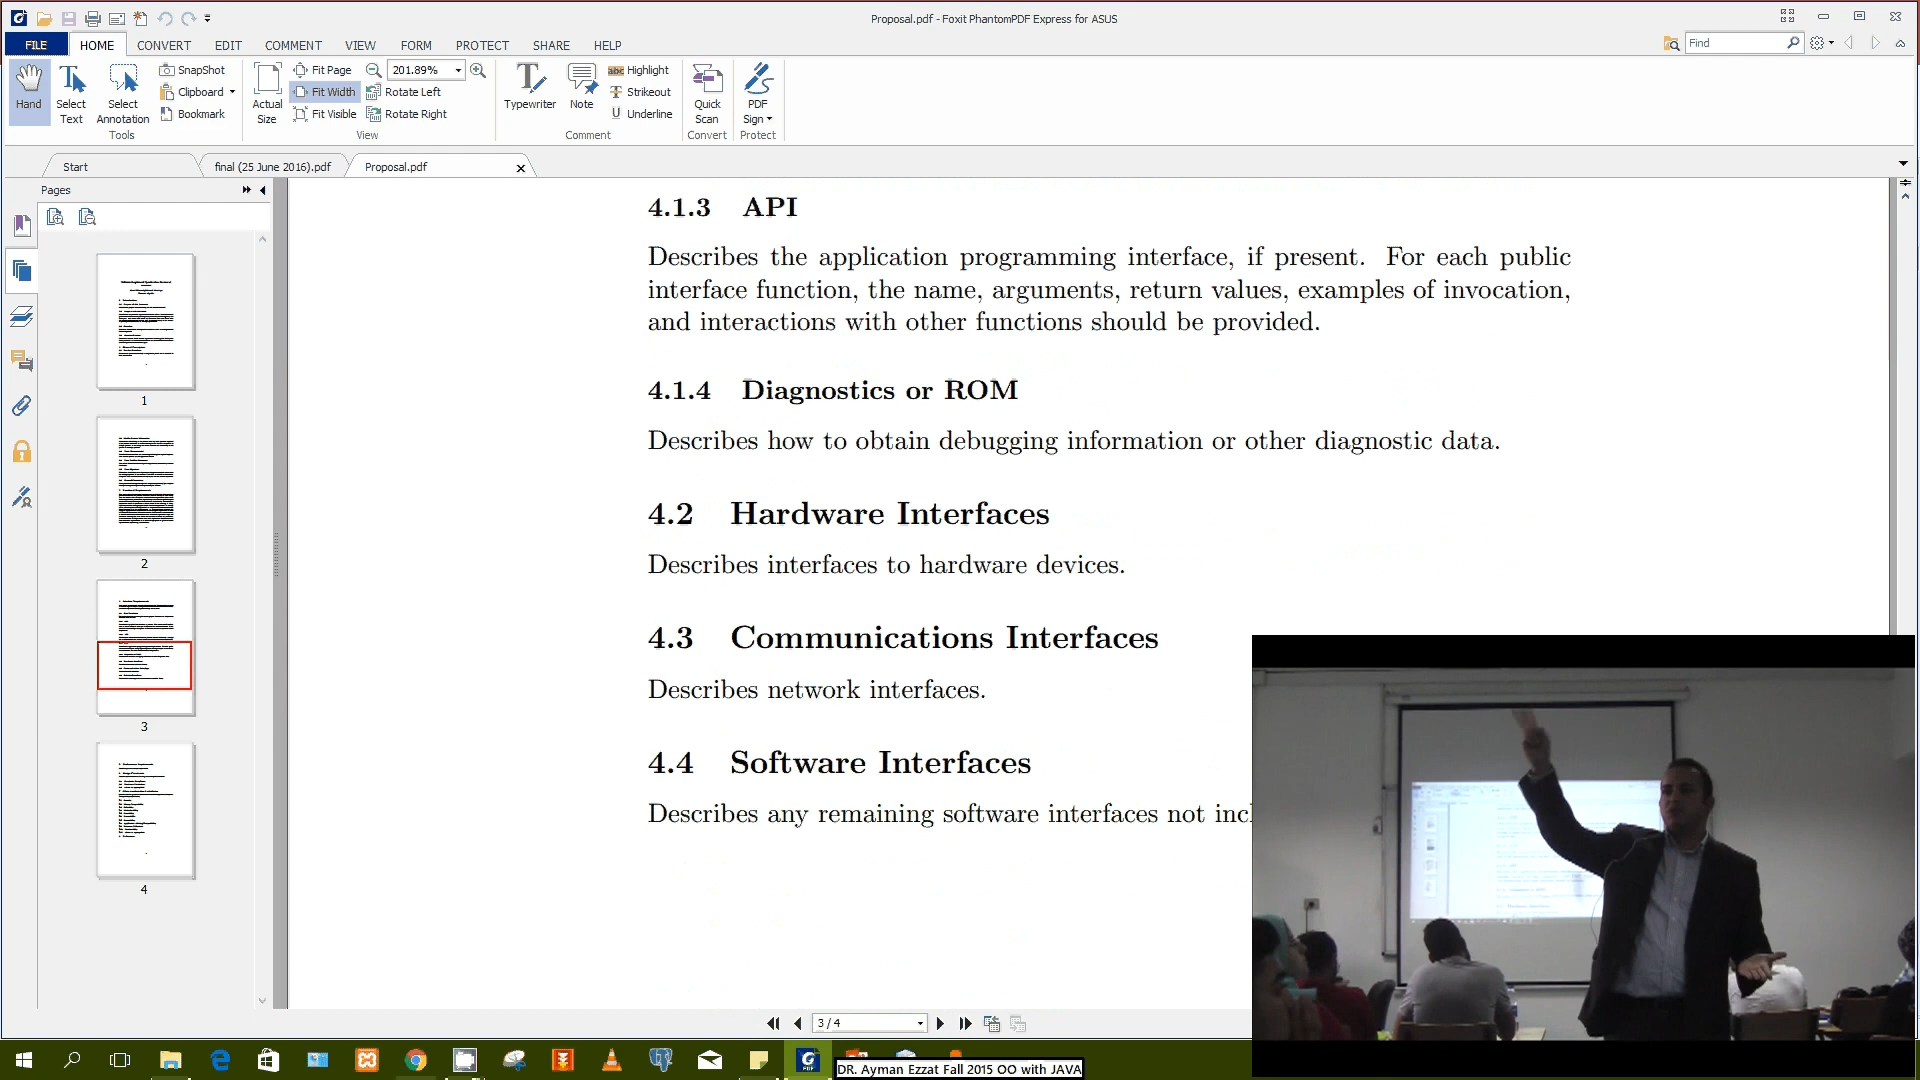 Proposal.pdf - Foxit PhantomPDF Express for ASUS
FILE HOME CONVERT EDIT COMMENT VIEW FORM PROTECT SHARE HELP
Find
Hand
Select Text
Select Annotation
SnapShot
Clipboard
Bookmark
Tools
Actual Size
Fit Page
Fit Width
Fit Visible
201.89%
Rotate Left
Rotate Right
View
Typewriter
Note
Highlight
Strikeout
Underline
Comment
Quick Scan
Convert
PDF Sign
Protect
Start
final (25 June 2016).pdf
Proposal.pdf
Pages
1
2
3
4
4.1.3 API
Describes the application programming interface, if present. For each public
interface function, the name, arguments, return values, examples of invocation,
and interactions with other functions should be provided.
4.1.4 Diagnostics or ROM
Describes how to obtain debugging information or other diagnostic data.
4.2 Hardware Interfaces
Describes interfaces to hardware devices.
4.3 Communications Interfaces
Describes network interfaces.
4.4 Software Interfaces
Describes any remaining software interfaces not incl
3 / 4
DR. Ayman Ezzat Fall 2015 OO with JAVA